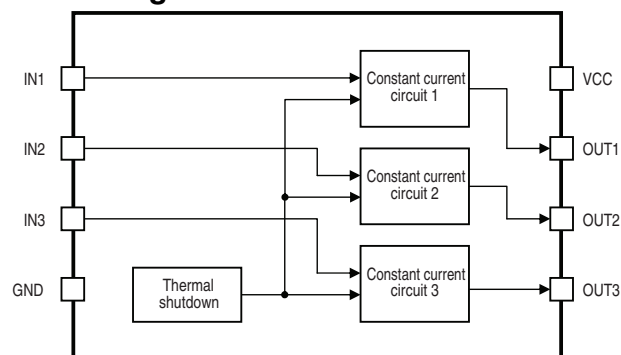 IN1
Constant current
circuit 1
VCC
IN2
OUT1
Constant current
circuit 2
IN3
OUT2
GND
Thermal
shutdown
Constant current
circuit 3
OUT3